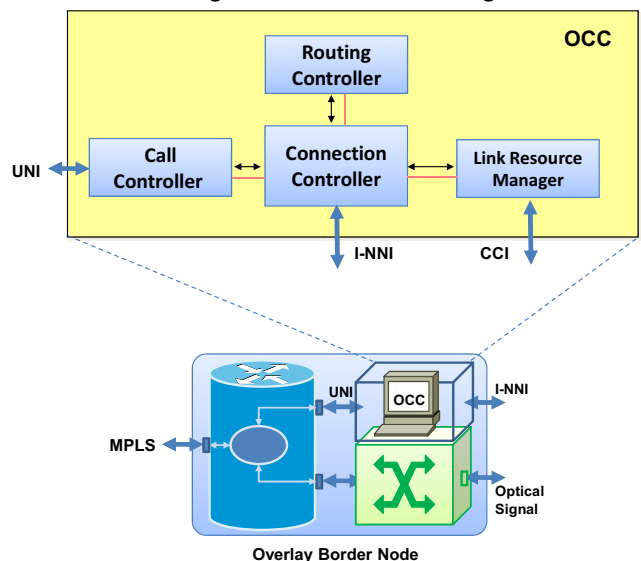 OCC
Routing
Controller
Call
Controller
Connection
Controller
Link Resource
Manager
UNI
I-NNI
CCI
UNI
OCC
I-NNI
MPLS
Optical
Signal
Overlay Border Node